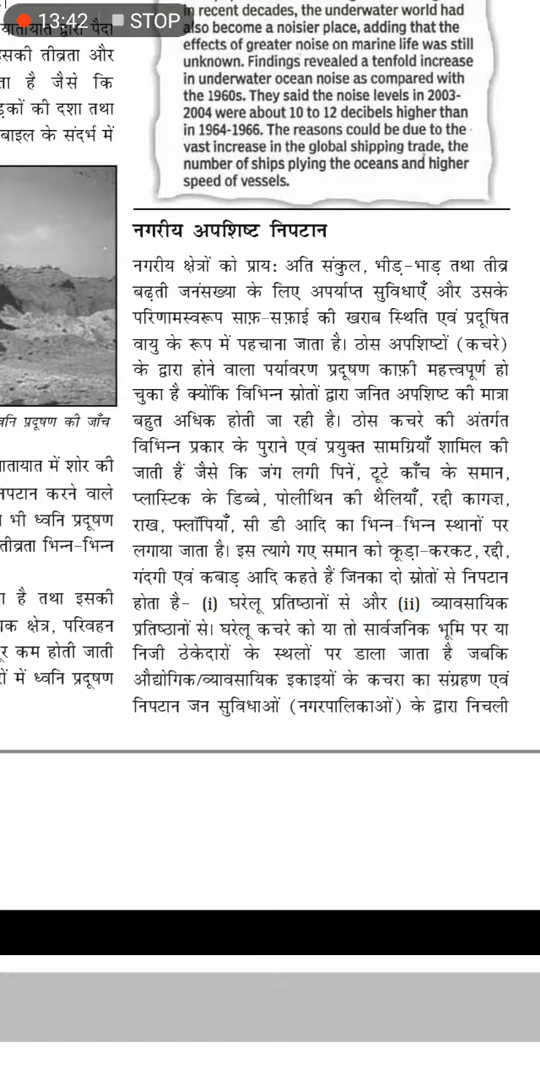 13:42 STOP
यातायात द्वारा पैदा
सकी तीव्रता और
ता है जैसे कि
ड़कों की दशा तथा
बाइल के संदर्भ में
नि प्रदूषण की जाँच
ातायात में शोर की
नपटान करने वाले
भी ध्वनि प्रदूषण
तीव्रता भिन्न-भिन्न
ा है तथा इसकी
यक क्षेत्र, परिवहन
र कम होती जाती
ों में ध्वनि प्रदूषण
in recent decades, the underwater world had
also become a noisier place, adding that the
effects of greater noise on marine life was still
unknown. Findings revealed a tenfold increase
in underwater ocean noise as compared with
the 1960s. They said the noise levels in 2003-
2004 were about 10 to 12 decibels higher than
in 1964-1966. The reasons could be due to the
vast increase in the global shipping trade, the
number of ships plying the oceans and higher
speed of vessels.
नगरीय अपशिष्ट निपटान
नगरीय क्षेत्रों को प्राय: अति संकुल, भीड़-भाड़ तथा तीव्र
बढ़ती जनसंख्या के लिए अपर्याप्त सुविधाएँ और उसके
परिणामस्वरूप साफ़-सफ़ाई की खराब स्थिति एवं प्रदूषित
वायु के रूप में पहचाना जाता है। ठोस अपशिष्टों (कचरे)
के द्वारा होने वाला पर्यावरण प्रदूषण काफ़ी महत्त्वपूर्ण हो
चुका है क्योंकि विभिन्न स्रोतों द्वारा जनित अपशिष्ट की मात्रा
बहुत अधिक होती जा रही है। ठोस कचरे की अंतर्गत
विभिन्न प्रकार के पुराने एवं प्रयुक्त सामग्रियाँ शामिल की
जाती हैं जैसे कि जंग लगी पिनें, टूटे काँच के समान,
प्लास्टिक के डिब्बे, पोलीथिन की थैलियाँ, रद्दी कागज़,
राख, फ्लॉपियाँ, सी डी आदि का भिन्न-भिन्न स्थानों पर
लगाया जाता है। इस त्यागे गए समान को कूड़ा-करकट, रद्दी,
गंदगी एवं कबाड़ आदि कहते हैं जिनका दो स्रोतों से निपटान
होता है- (i) घरेलू प्रतिष्ठानों से और (ii) व्यावसायिक
प्रतिष्ठानों से। घरेलू कचरे को या तो सार्वजनिक भूमि पर या
निजी ठेकेदारों के स्थलों पर डाला जाता है जबकि
औद्योगिक/व्यावसायिक इकाइयों के कचरा का संग्रहण एवं
निपटान जन सुविधाओं (नगरपालिकाओं) के द्वारा निचली